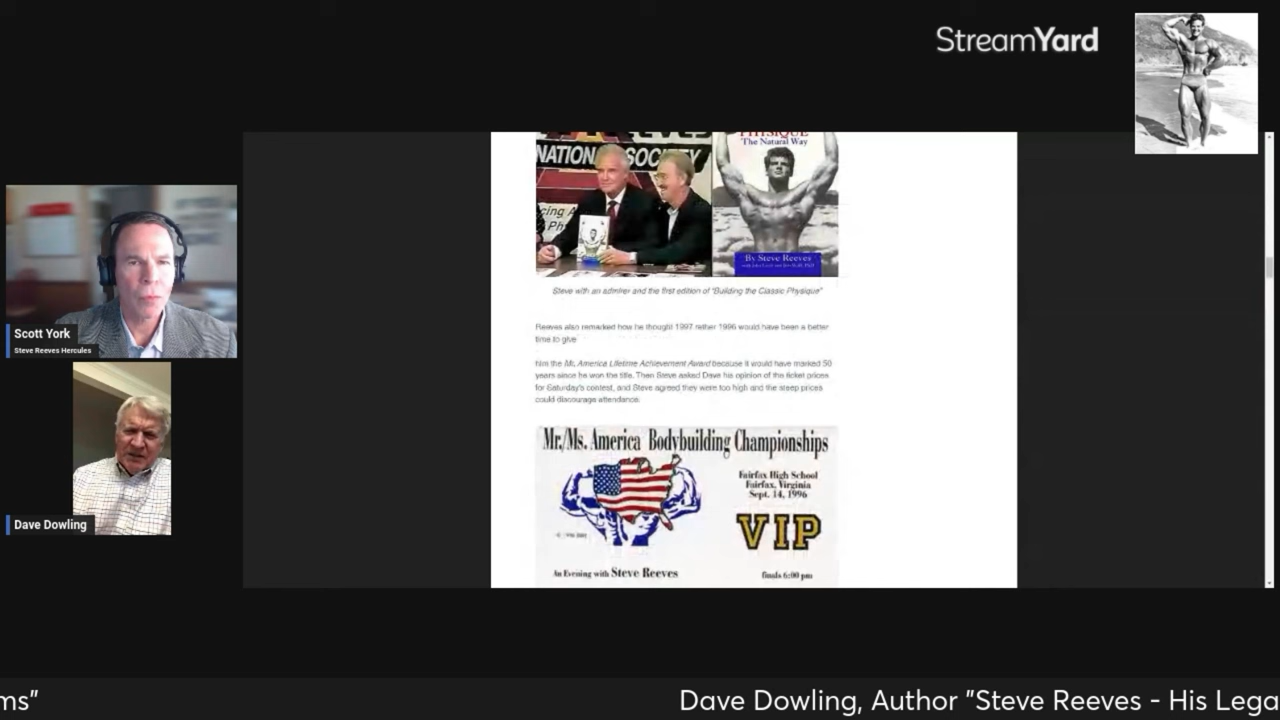 StreamYard
NATIONAL SOCIETY
PHYSIQUE
The Natural Way
By Steve Reeves
Steve with an admirer and the first edition of "Building the Classic Physique"
Reeves also remarked how he thought 1997 rather 1996 would have been a better
time to give
him the Mr. America Lifetime Achievement Award because it would have marked 50
years since he won the title. Then Steve asked Dave his opinion of the ticket prices
for Saturday's contest, and Steve agreed they were too high and the steep prices
could discourage attendance.
Mr./Ms. America Bodybuilding Championships
Fairfax High School
Fairfax, Virginia
Sept. 14, 1996
VIP
An Evening with Steve Reeves
finals 6:00 pm
Scott York
Steve Reeves Hercules
Dave Dowling
ms"
Dave Dowling, Author "Steve Reeves - His Lega